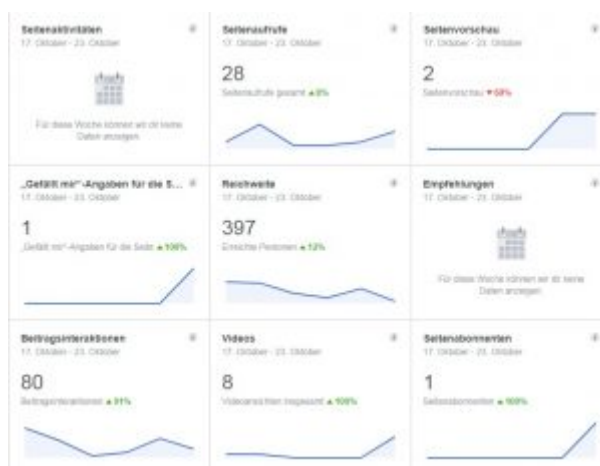 Seitenaktivitäten
17. Oktober - 23. Oktober
Für diese Woche können wir dir keine
Daten anzeigen.
Seitenaufrufe
17. Oktober - 23. Oktober
28
Seitenaufrufe gesamt
Seitenvorschau
17. Oktober - 23. Oktober
2
Seitenvorschau
„Gefällt mir“-Angaben für die S...
17. Oktober - 23. Oktober
1
„Gefällt mir“-Angaben für die Seite ▲100%
Reichweite
17. Oktober - 23. Oktober
397
Erreichte Personen ▲12%
Empfehlungen
17. Oktober - 23. Oktober
Für diese Woche können wir dir keine
Daten anzeigen.
Beitragsinteraktionen
17. Oktober - 23. Oktober
80
Beitragsinteraktionen ▲91%
Videos
17. Oktober - 23. Oktober
8
Videoansichten insgesamt ▲100%
Seitenabonnenten
17. Oktober - 23. Oktober
1
Seitenabonnenten ▲100%